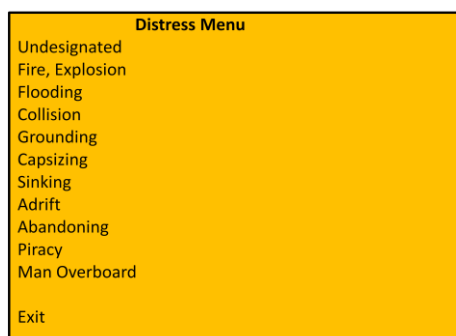 Distress Menu
Undesignated
Fire, Explosion
Flooding
Collision
Grounding
Capsizing
Sinking
Adrift
Abandoning
Piracy
Man Overboard
Exit